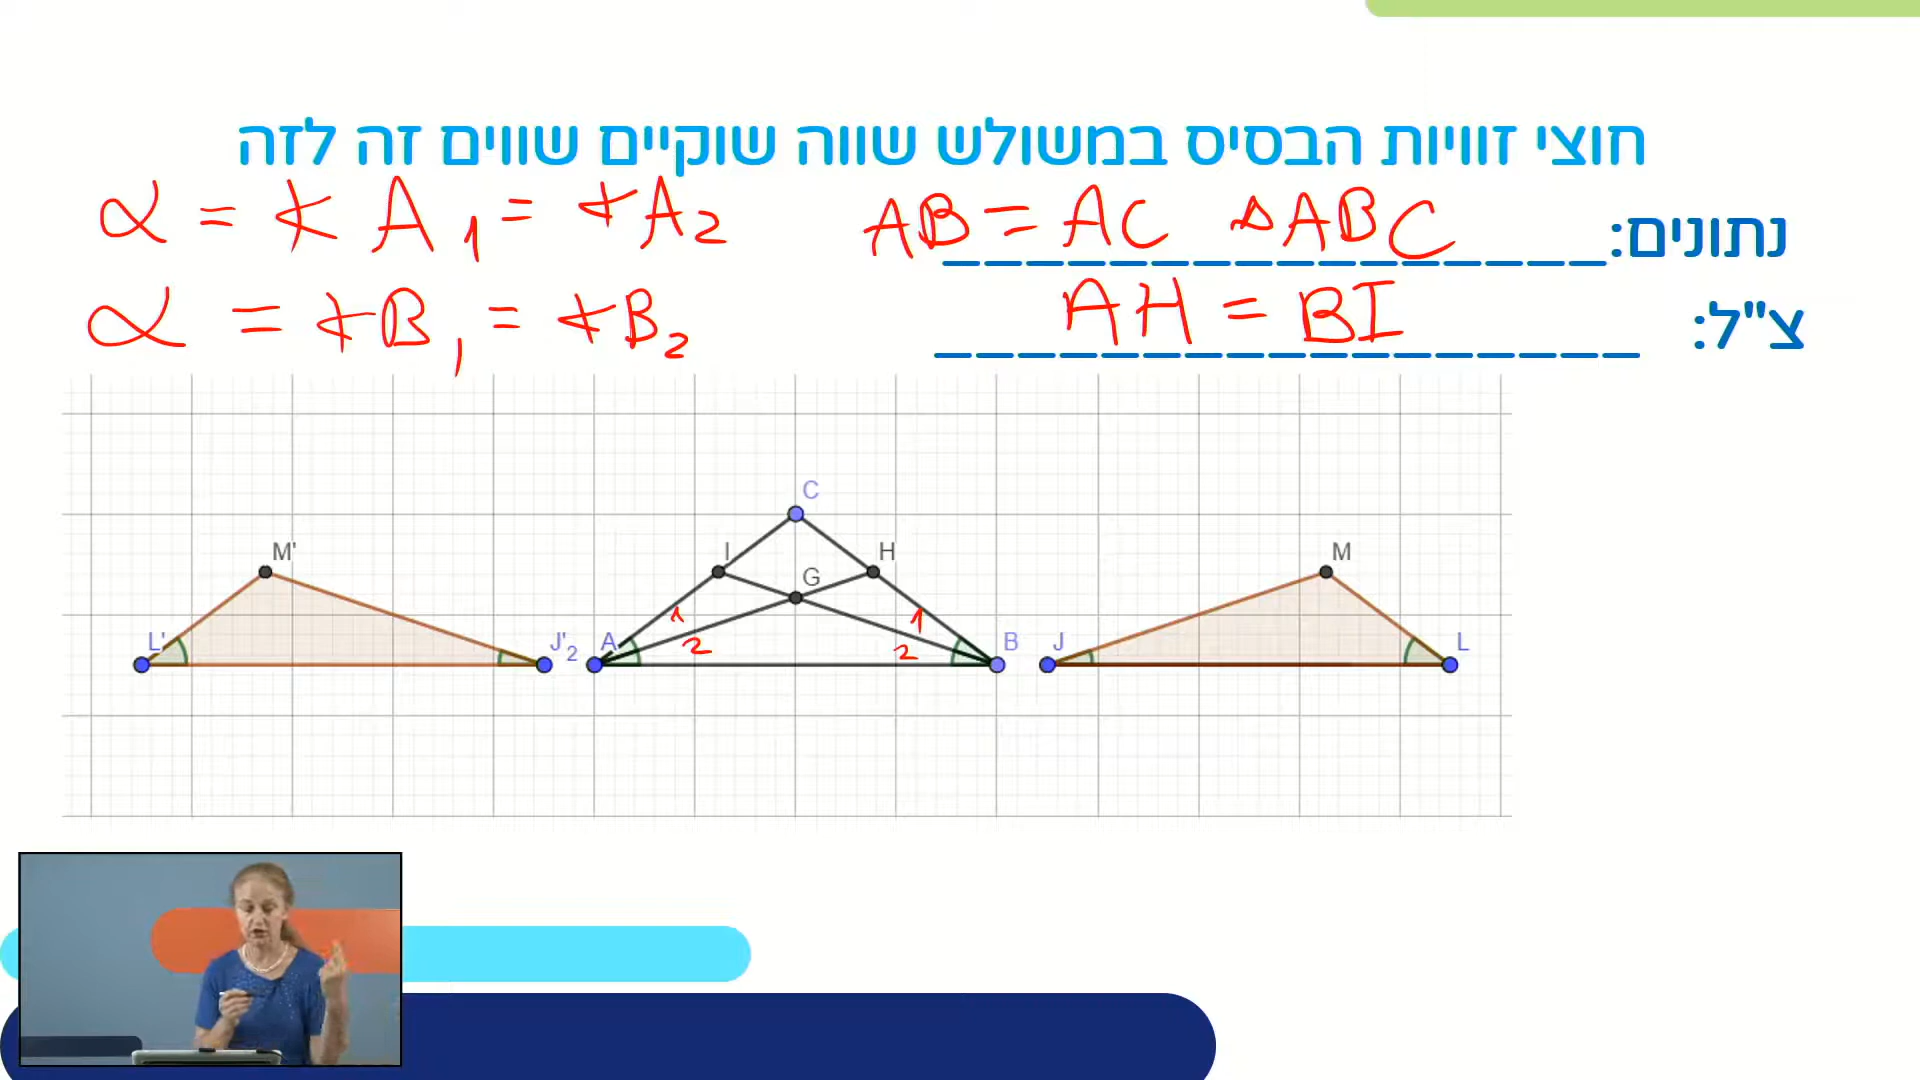 חוצי זוויות הבסיס במשולש שווה שוקיים שווים זה לזה
נתונים: AB = AC △ABC
α = ∢A₁ = ∢A₂
צ"ל: AH = BI
α = ∢B₁ = ∢B₂
C
M' I H M
G
1 1
L' J'₂ A 2 2 B J L